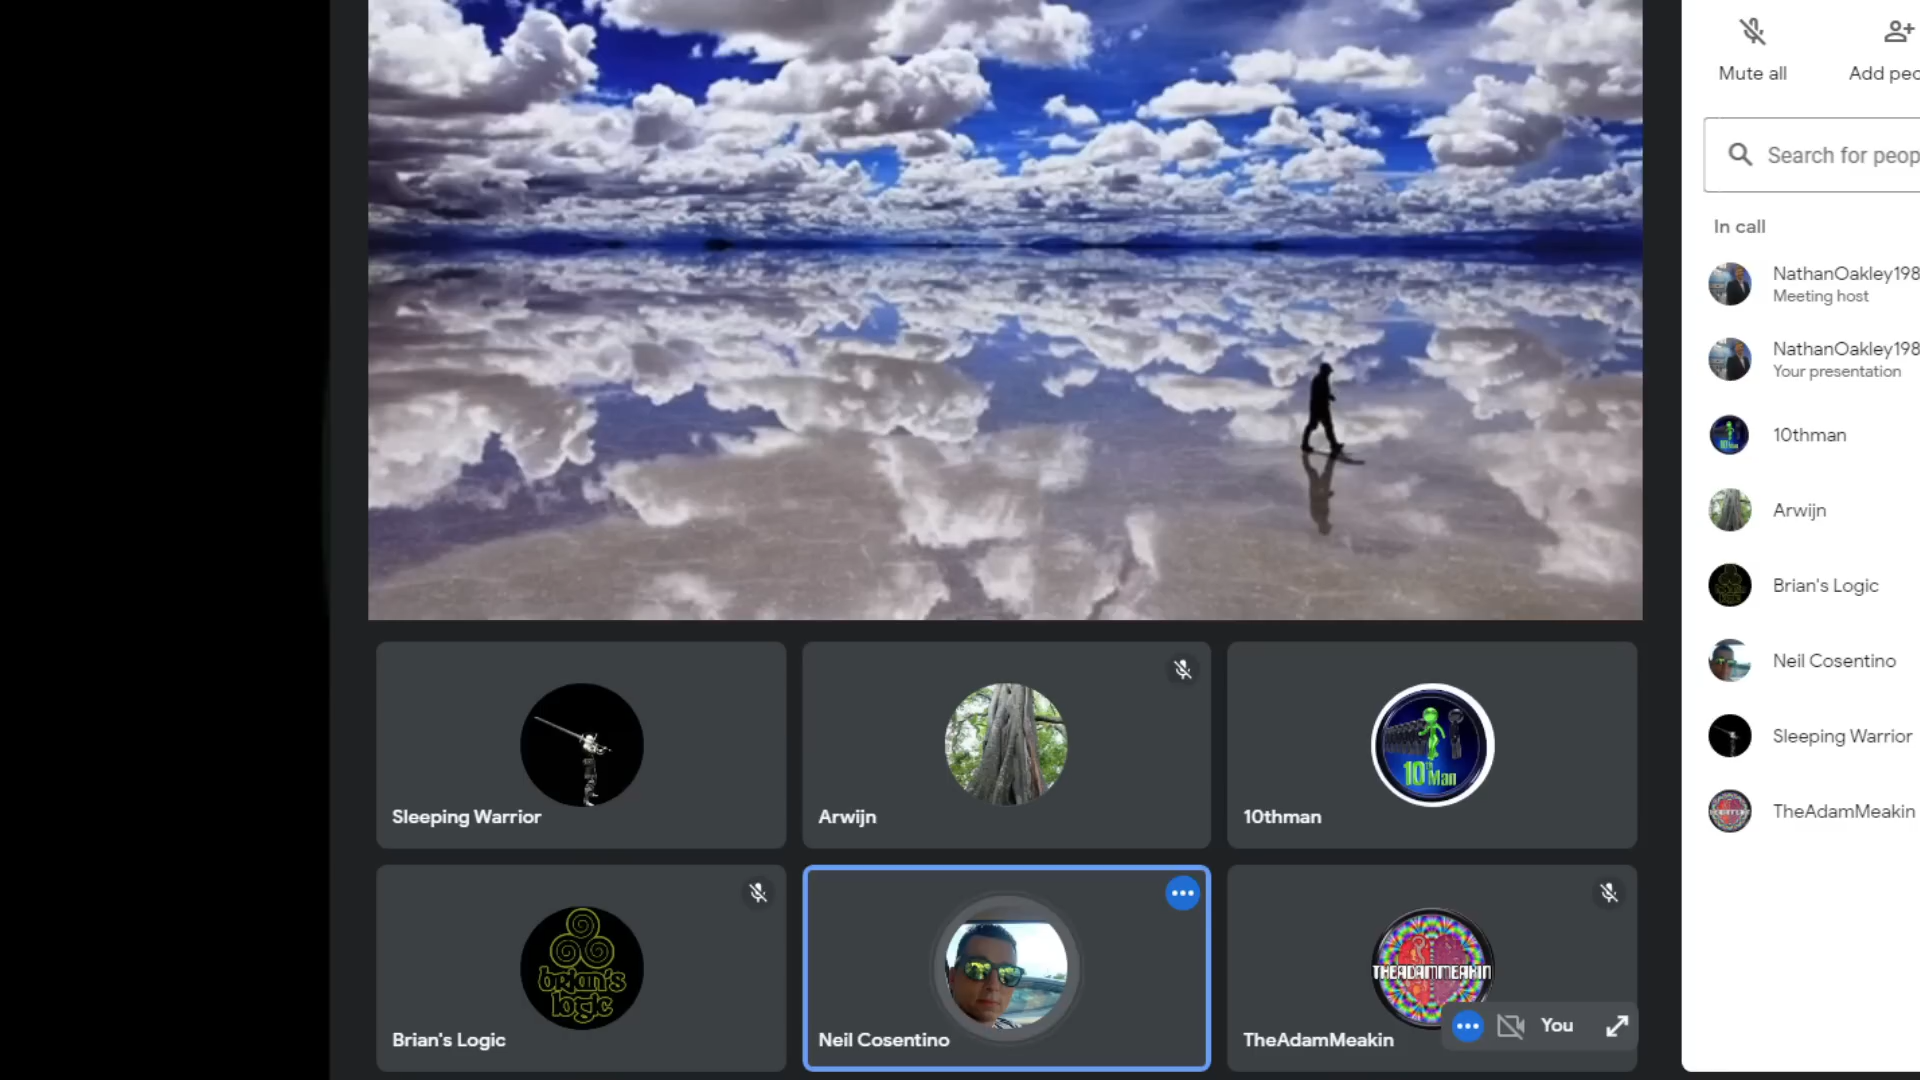 Mute all
Add peo
Search for peop
In call
NathanOakley198
Meeting host
NathanOakley198
Your presentation
10thman
Arwijn
Brian's Logic
Neil Cosentino
Sleeping Warrior
TheAdamMeakin
Sleeping Warrior
Arwijn
10th Man
10thman
brian's
logic
Brian's Logic
Neil Cosentino
THEADAMMEAKIN
TheAdamMeakin
You